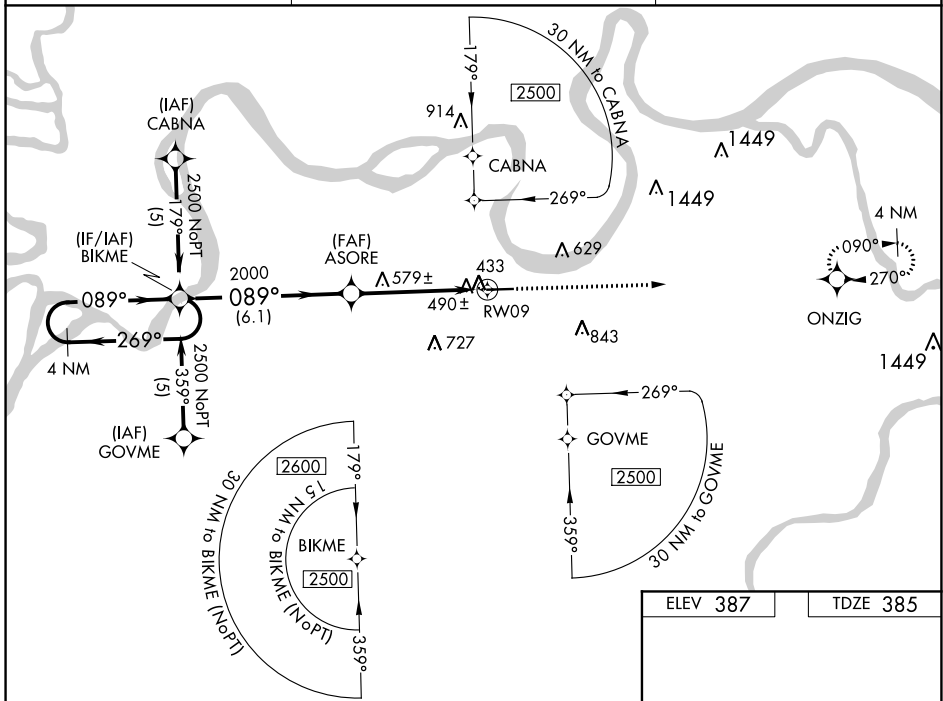 30 NM to CABNA
179°
2500
914
CABNA
269°
1449
1449
(IAF)
CABNA
2500 NoPT
179°
(5)
(IF/IAF)
BIKME
2000
089°
(6.1)
089°
269°
4 NM
2500 NoPT
359°
(5)
(IAF)
GOVME
(FAF)
ASORE
579±
433
490±
RW09
629
727
843
4 NM
090°
270°
ONZIG
1449
269°
GOVME
2500
359°
30 NM to GOVME
2600
179°
30 NM to BIKME (NoPT)
15 NM to BIKME (NoPT)
BIKME
2500
359°
ELEV 387
TDZE 385